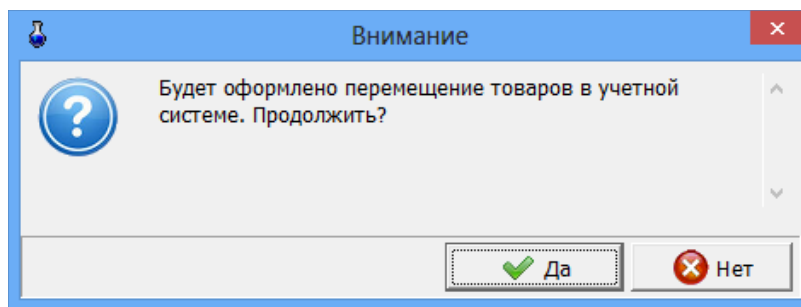 Внимание
Будет оформлено перемещение товаров в учетной
системе. Продолжить?
Да
Нет